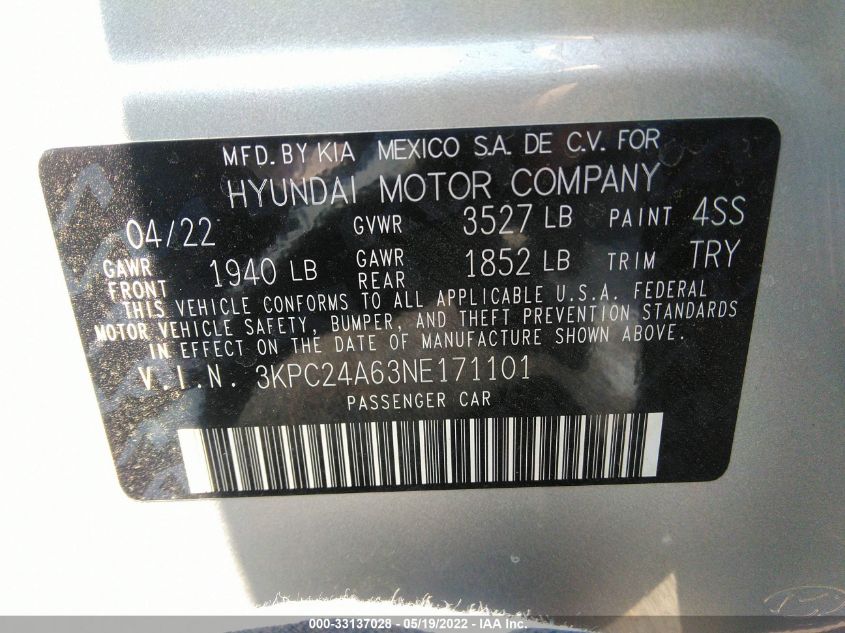 MFD. BY KIA MEXICO S.A. DE C.V. FOR
HYUNDAI MOTOR COMPANY
04/22 GVWR 3527 LB PAINT 4SS
GAWR FRONT 1940 LB GAWR REAR 1852 LB TRIM TRY
THIS VEHICLE CONFORMS TO ALL APPLICABLE U.S.A. FEDERAL
MOTOR VEHICLE SAFETY, BUMPER, AND THEFT PREVENTION STANDARDS
IN EFFECT ON THE DATE OF MANUFACTURE SHOWN ABOVE.
V.I.N. 3KPC24A63NE171101
PASSENGER CAR
000-33137028 - 05/19/2022 - IAA Inc.